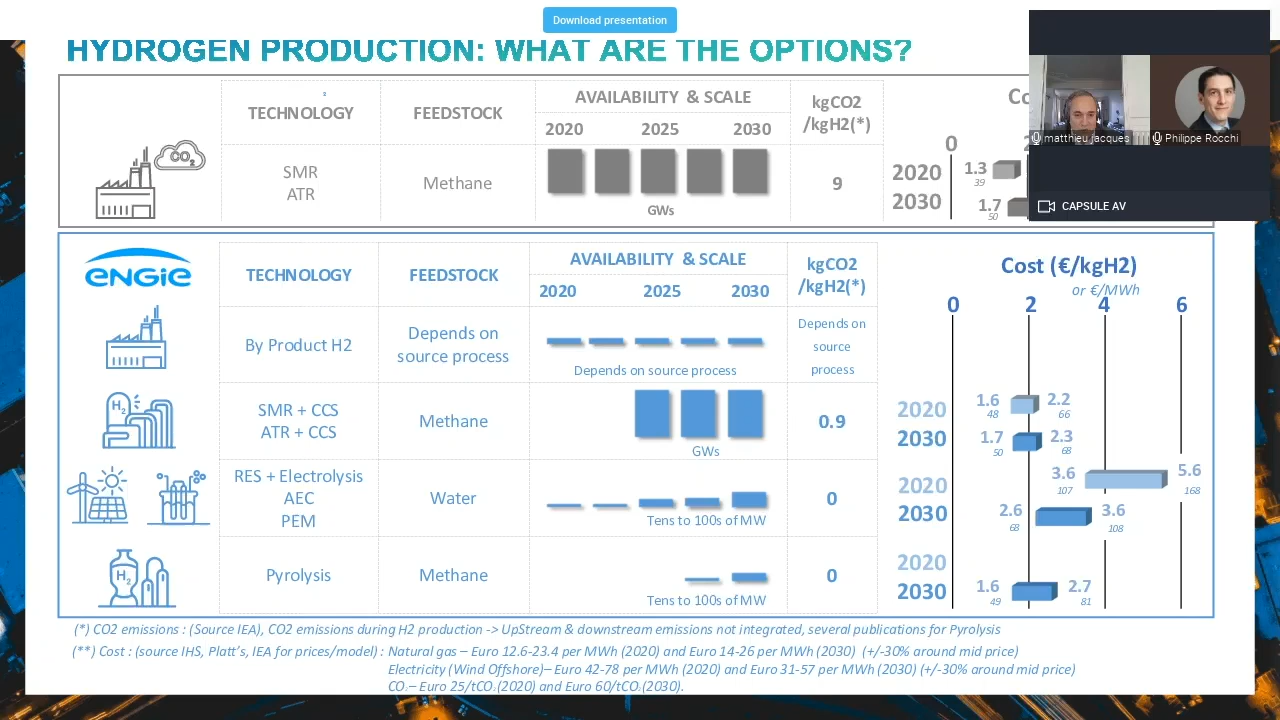 Download presentation
HYDROGEN PRODUCTION: WHAT ARE THE OPTIONS?
TECHNOLOGY
FEEDSTOCK
AVAILABILITY & SCALE
2020 2025 2030
kgCO2
/kgH2(*)
CO2
SMR
ATR
Methane
GWs
9
0
2020 1.3
39
2030 1.7
50
matthieu jacques
Philippe Rocchi
CAPSULE AV
ENGIE
TECHNOLOGY
FEEDSTOCK
AVAILABILITY & SCALE
2020 2025 2030
kgCO2
/kgH2(*)
Cost (€/kgH2)
or €/MWh
0 2 4 6
By Product H2
Depends on
source process
Depends on source process
Depends on
source
process
H2
SMR + CCS
ATR + CCS
Methane
GWs
0.9
2020 1.6 2.2
48 66
2030 1.7 2.3
50 68
RES + Electrolysis
AEC
PEM
Water
Tens to 100s of MW
0
2020 3.6 5.6
107 168
2030 2.6 3.6
68 108
H2
Pyrolysis
Methane
Tens to 100s of MW
0
2020
2030 1.6 2.7
49 81
(*) CO2 emissions : (Source IEA), CO2 emissions during H2 production -> UpStream & downstream emissions not integrated, several publications for Pyrolysis
(**) Cost : (source IHS, Platt's, IEA for prices/model) : Natural gas – Euro 12.6-23.4 per MWh (2020) and Euro 14-26 per MWh (2030) (+/-30% around mid price)
Electricity (Wind Offshore)– Euro 42-78 per MWh (2020) and Euro 31-57 per MWh (2030) (+/-30% around mid price)
CO2– Euro 25/tCO2(2020) and Euro 60/tCO2(2030).